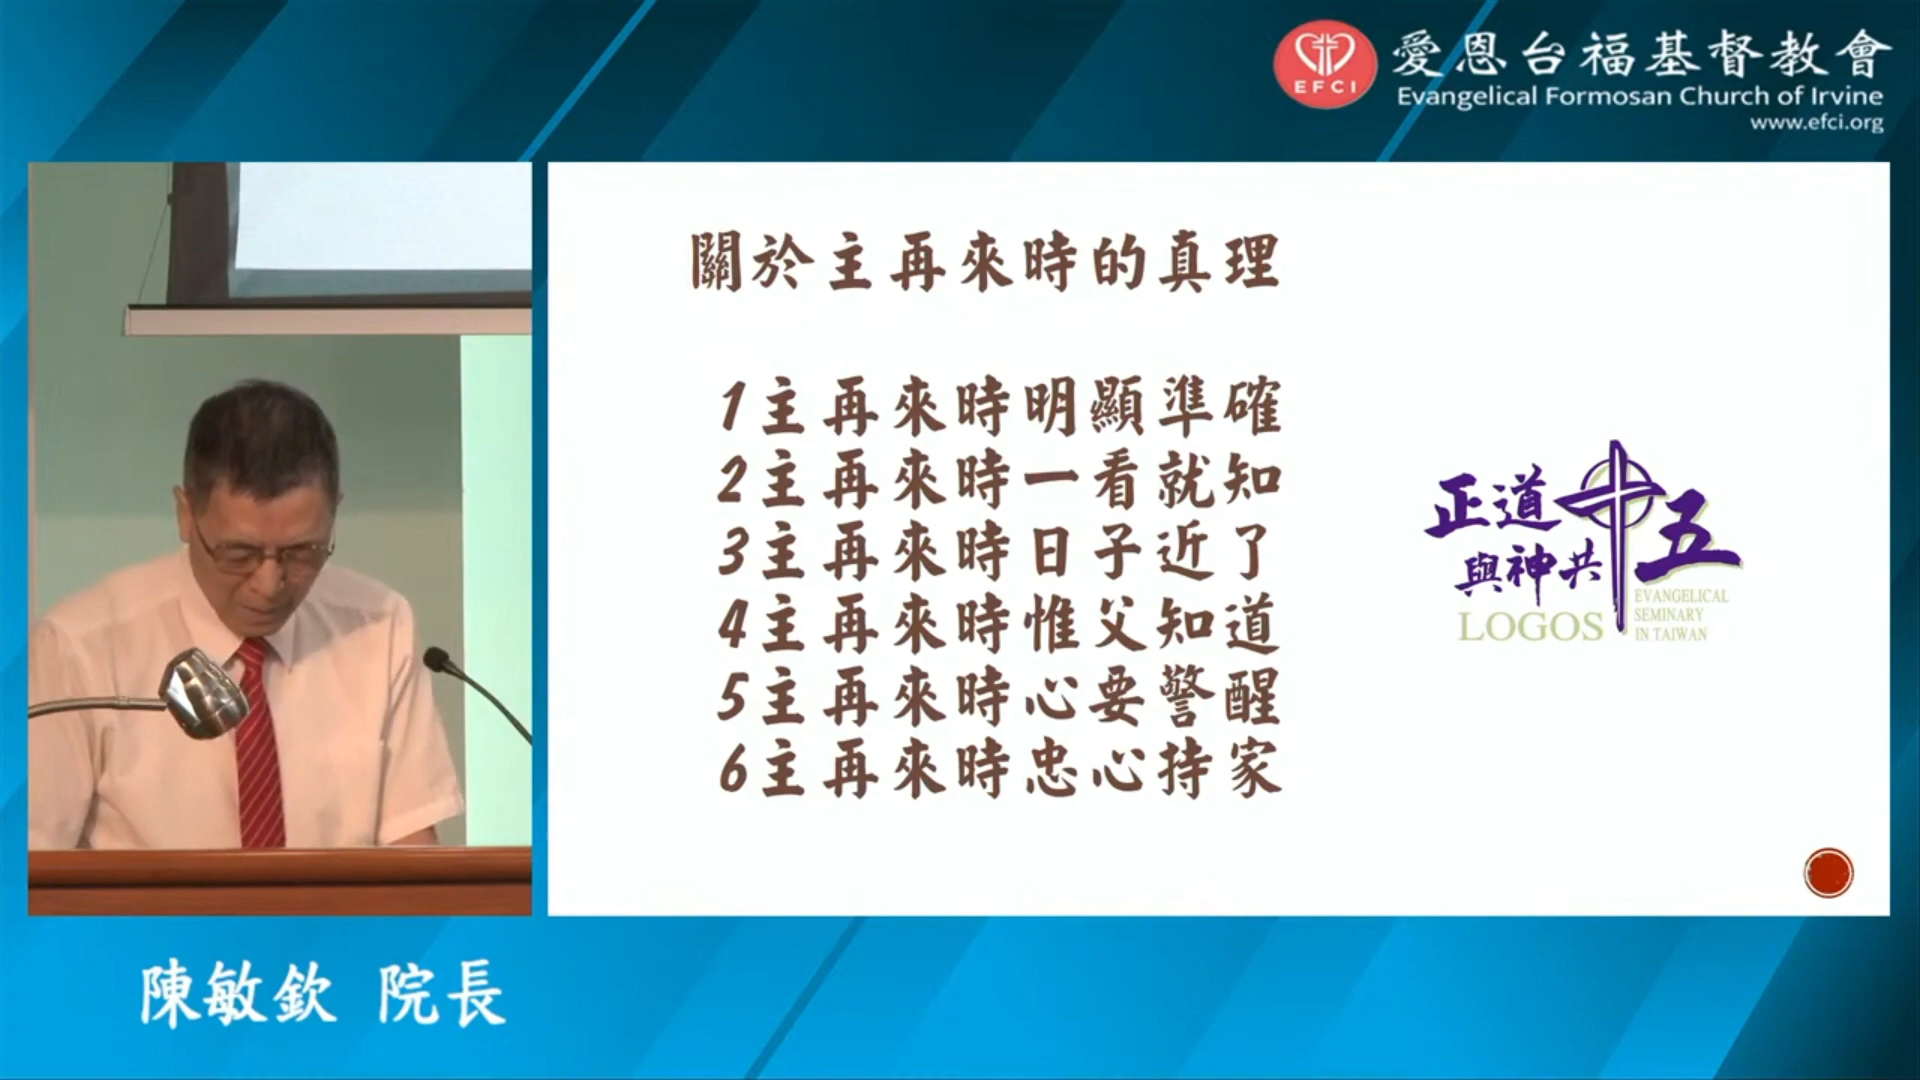 EFCI
愛恩台福基督教會
Evangelical Formosan Church of Irvine
www.efci.org
關於主再來時的真理
1主再來時明顯準確
2主再來時一看就知
3主再來時日子近了
4主再來時惟父知道
5主再來時心要警醒
6主再來時忠心持家
正道十五
與神共
LOGOS
EVANGELICAL
SEMINARY
IN TAIWAN
陳敏欽 院長